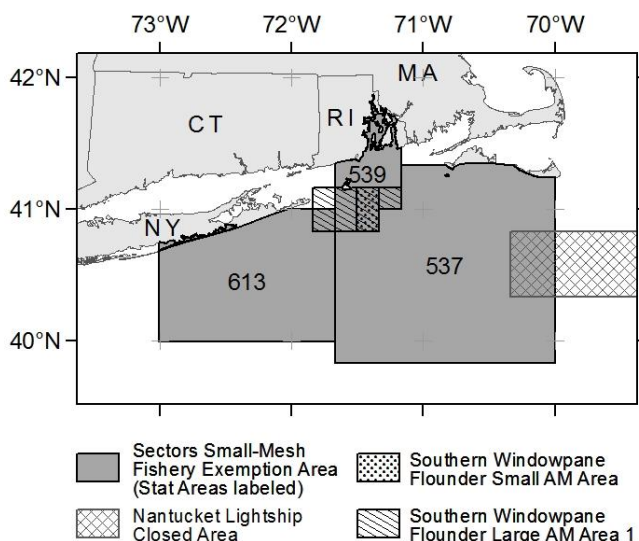 73°W 72°W 71°W 70°W
42°N
MA
RI
CT
539
41°N
NY
537
613
40°N
Sectors Small-Mesh
Fishery Exemption Area
(Stat Areas labeled)
Southern Windowpane
Flounder Small AM Area
Nantucket Lightship
Closed Area
Southern Windowpane
Flounder Large AM Area 1